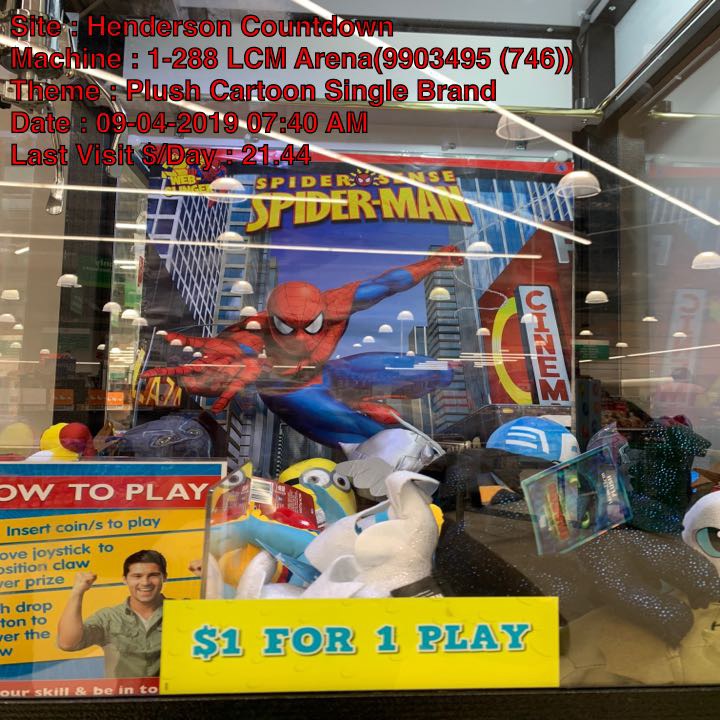 Site : Henderson Countdown
Machine : 1-288 LCM Arena(9903495 (746))
Theme : Plush Cartoon Single Brand
Date : 09-04-2019 07:40 AM
Last Visit $/Day : 21.44
WEB
SLINGER
SPIDER SENSE
SPIDER-MAN
CINEM
OW TO PLAY
Insert coin/s to play
ove joystick to
osition claw
ver prize
h drop
ton to
ver the
w
our skill & be in to
$1 FOR 1 PLAY